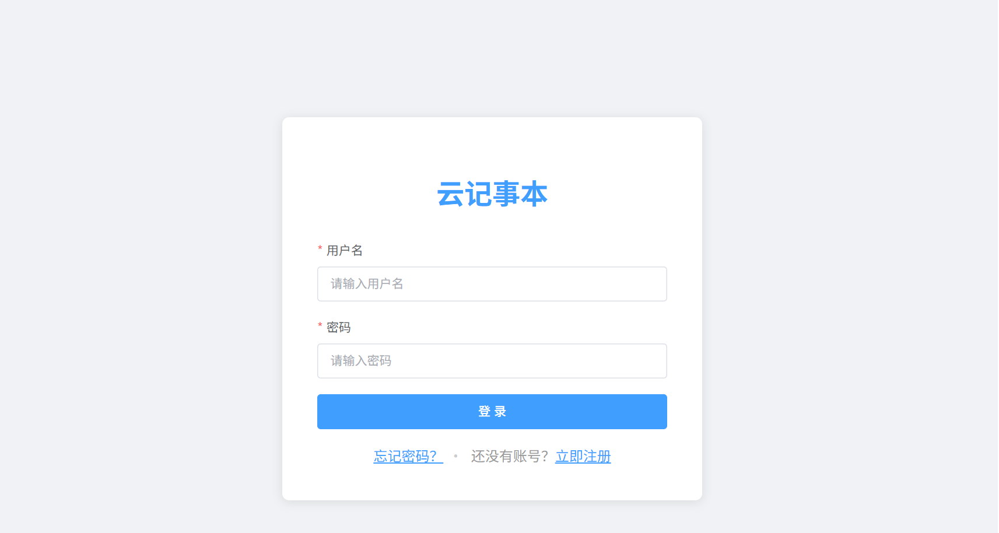 云记事本
* 用户名
请输入用户名
* 密码
请输入密码
登 录
忘记密码？ • 还没有账号？立即注册